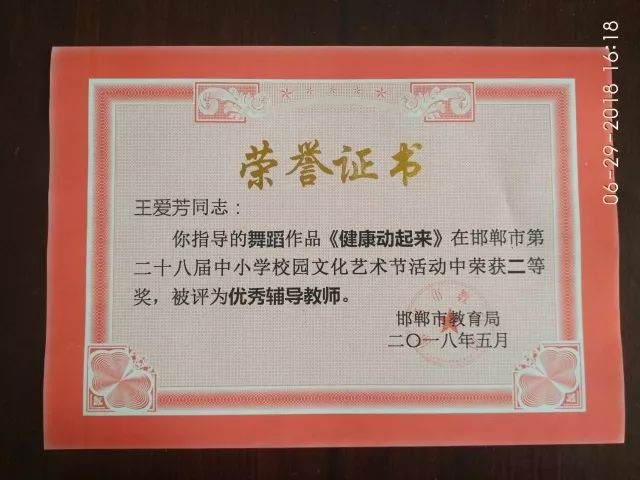 荣誉证书
王爱芳同志：
你指导的舞蹈作品《健康动起来》在邯郸市第
二十八届中小学校园文化艺术节活动中荣获二等
奖，被评为优秀辅导教师。
邯郸市教育局
二〇一八年五月
06-29-2018 16:18